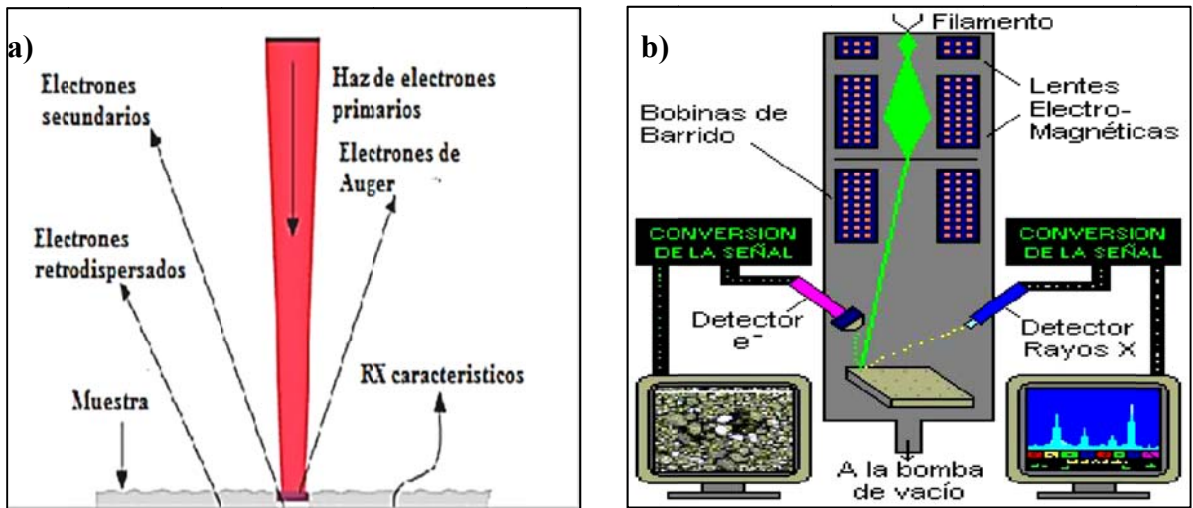 a)
Electrones
secundarios
Haz de electrones
primarios
Electrones de
Auger
Electrones
retrodispersados
RX caracteristicos
Muestra
b)
Filamento
Lentes
Electro-
Magnéticas
Bobinas de
Barrido
CONVERSION
DE LA SEÑAL
CONVERSION
DE LA SEÑAL
Detector
e-
Detector
Rayos X
A la bomba
de vacío